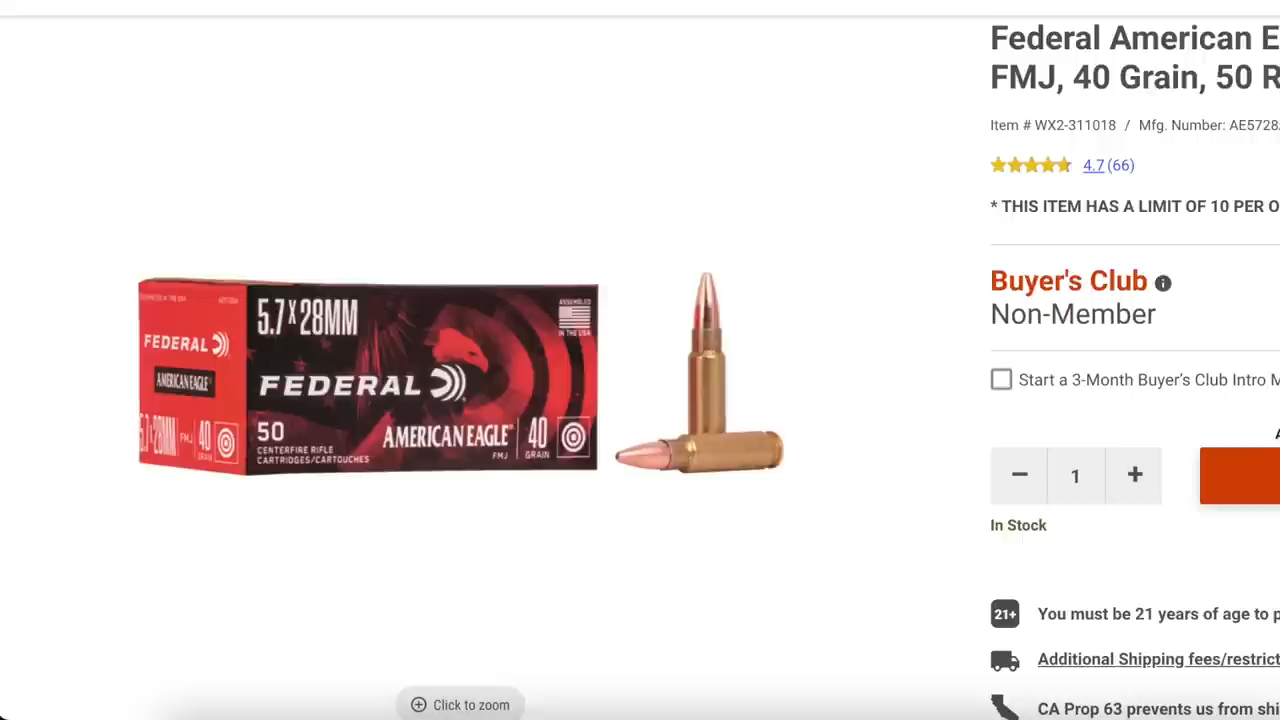 Federal American E
FMJ, 40 Grain, 50 R
Item # WX2-311018 / Mfg. Number: AE5728
4.7 (66)
* THIS ITEM HAS A LIMIT OF 10 PER O
Buyer's Club
Non-Member
Start a 3-Month Buyer's Club Intro M
− 1 +
In Stock
21+ You must be 21 years of age to p
Additional Shipping fees/restrict
CA Prop 63 prevents us from shi
Click to zoom
FEDERAL
AMERICAN EAGLE
5.7x28MM FMJ 40
GRAIN
5.7x28MM
ASSEMBLED
IN THE USA
FEDERAL
50
CENTERFIRE RIFLE
CARTRIDGES/CARTOUCHES
AMERICAN EAGLE
FMJ
40
GRAIN